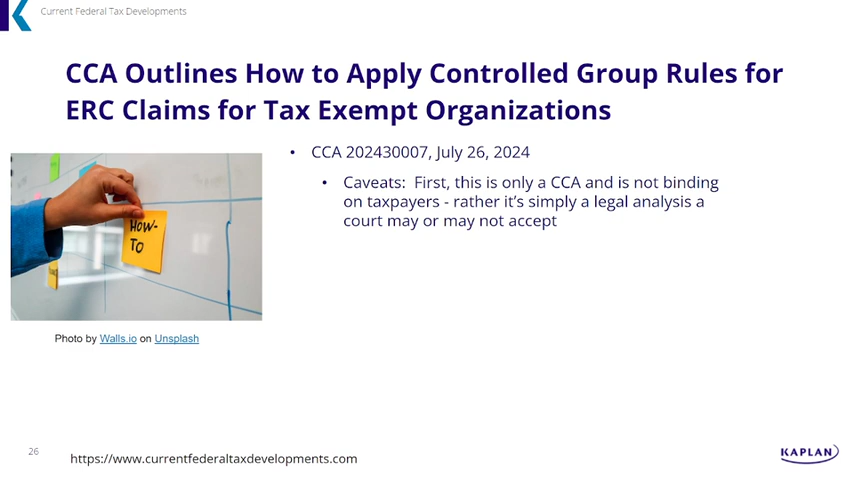 Current Federal Tax Developments
CCA Outlines How to Apply Controlled Group Rules for
ERC Claims for Tax Exempt Organizations
• CCA 202430007, July 26, 2024
• Caveats: First, this is only a CCA and is not binding
on taxpayers - rather it's simply a legal analysis a
court may or may not accept
HOW-
TO
Photo by Walls.io on Unsplash
26
https://www.currentfederaltaxdevelopments.com
KAPLAN